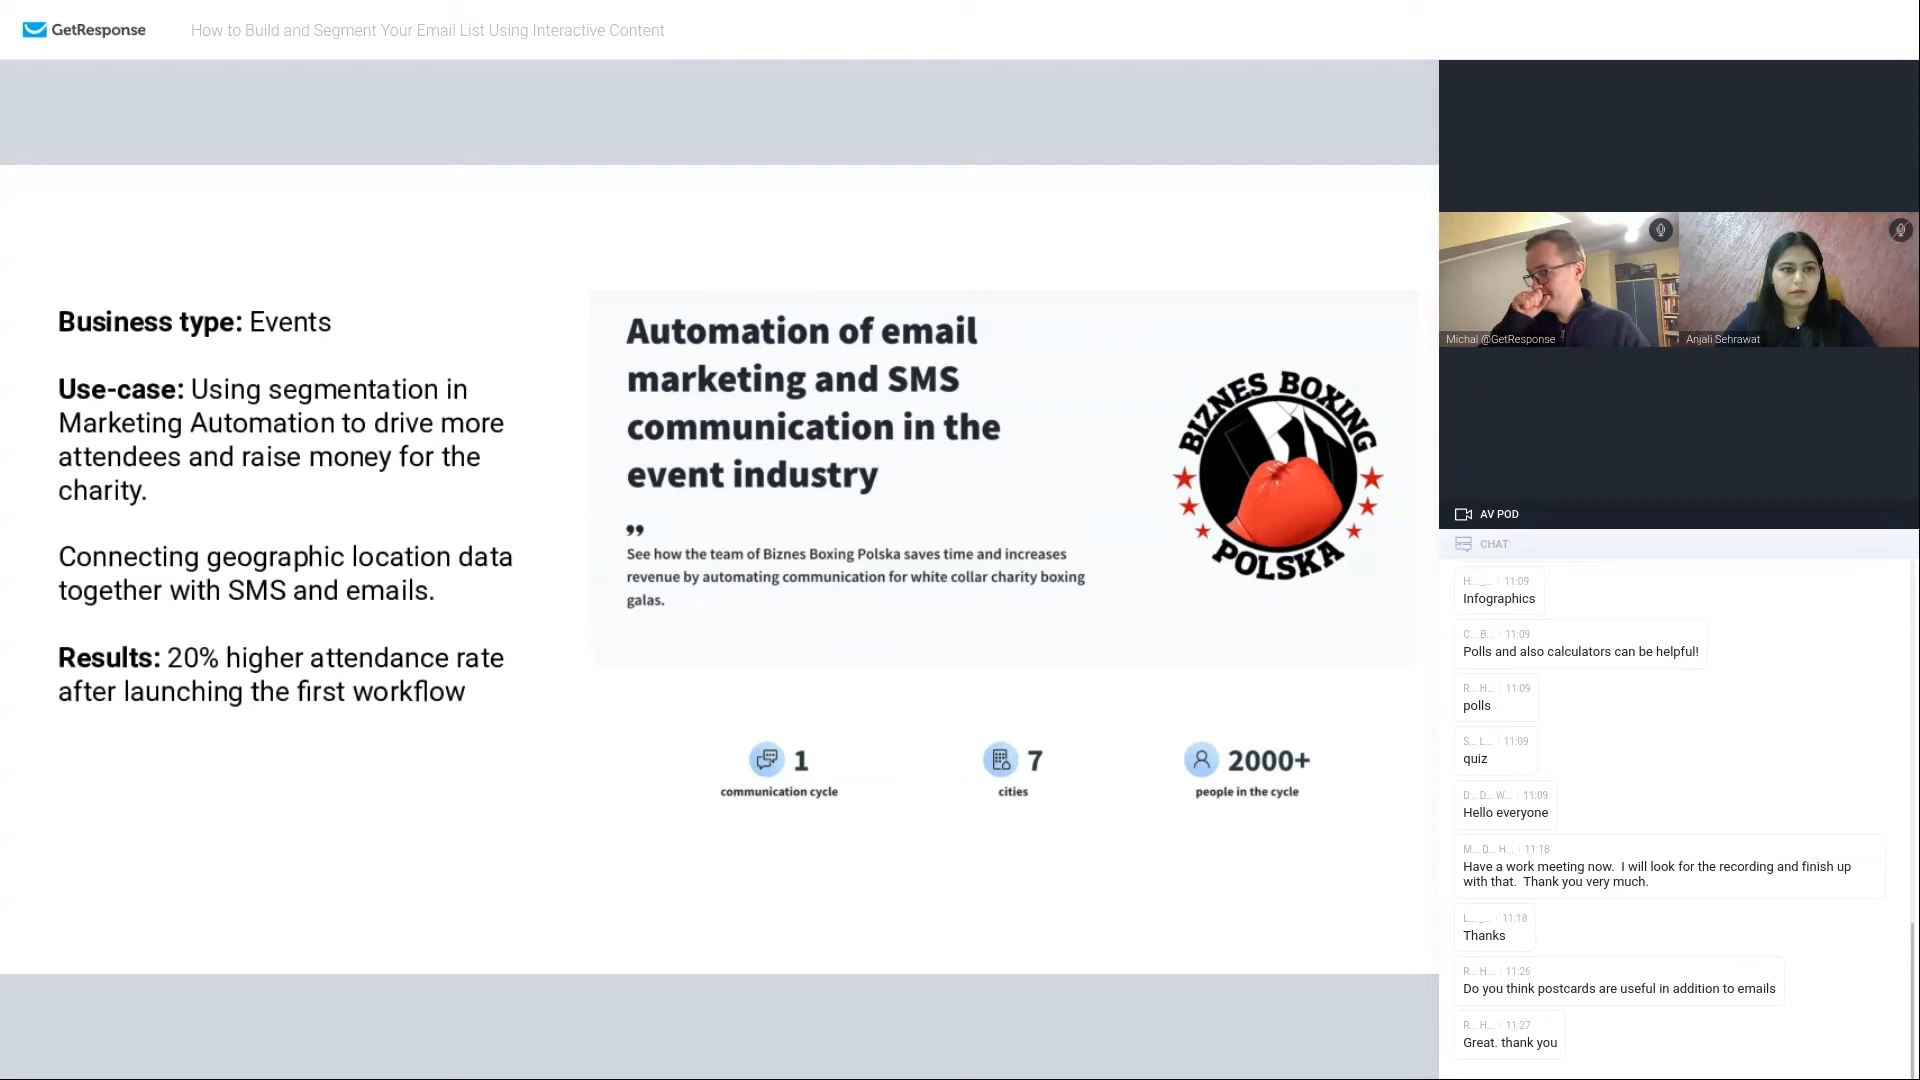 GetResponse
How to Build and Segment Your Email List Using Interactive Content
Business type: Events
Use-case: Using segmentation in
Marketing Automation to drive more
attendees and raise money for the
charity.
Connecting geographic location data
together with SMS and emails.
Results: 20% higher attendance rate
after launching the first workflow
Automation of email
marketing and SMS
communication in the
event industry
”
See how the team of Biznes Boxing Polska saves time and increases
revenue by automating communication for white collar charity boxing
galas.
BIZNES BOXING
POLSKA
1
communication cycle
7
cities
2000+
people in the cycle
Michal @GetResponse
Anjali Sehrawat
AV POD
CHAT
H... _... 11:09
Infographics
C... B... 11:09
Polls and also calculators can be helpful!
R... H... 11:09
polls
S... L... 11:09
quiz
D... D... W... 11:09
Hello everyone
M... D... H... 11:18
Have a work meeting now.  I will look for the recording and finish up
with that.  Thank you very much.
L... _... 11:18
Thanks
R... H... 11:26
Do you think postcards are useful in addition to emails
R... H... 11:27
Great. thank you